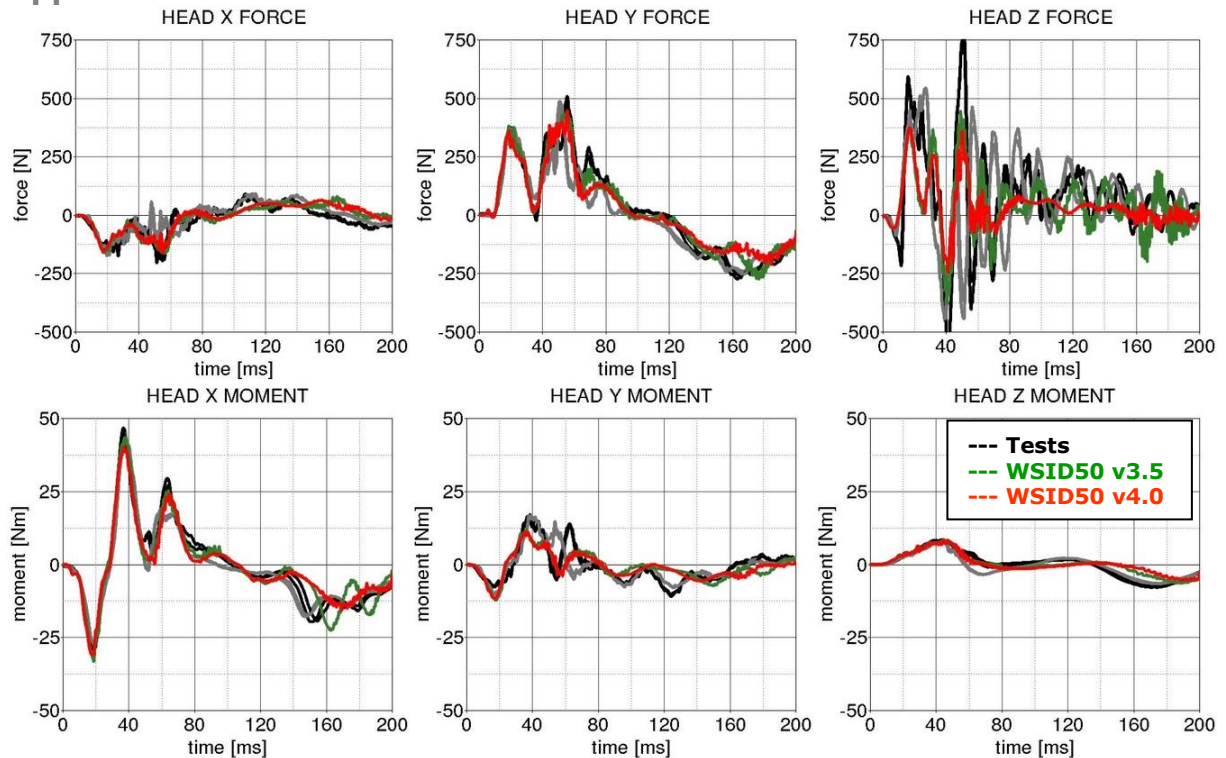 HEAD X FORCE
750
500
250
0
-250
-500
force [N]
0 40 80 120 160 200
time [ms]
HEAD Y FORCE
750
500
250
0
-250
-500
force [N]
0 40 80 120 160 200
time [ms]
HEAD Z FORCE
750
500
250
0
-250
-500
force [N]
0 40 80 120 160 200
time [ms]
HEAD X MOMENT
50
25
0
-25
-50
moment [Nm]
0 40 80 120 160 200
time [ms]
HEAD Y MOMENT
50
25
0
-25
-50
moment [Nm]
0 40 80 120 160 200
time [ms]
HEAD Z MOMENT
50
25
0
-25
-50
moment [Nm]
0 40 80 120 160 200
time [ms]
--- Tests
--- WSID50 v3.5
--- WSID50 v4.0